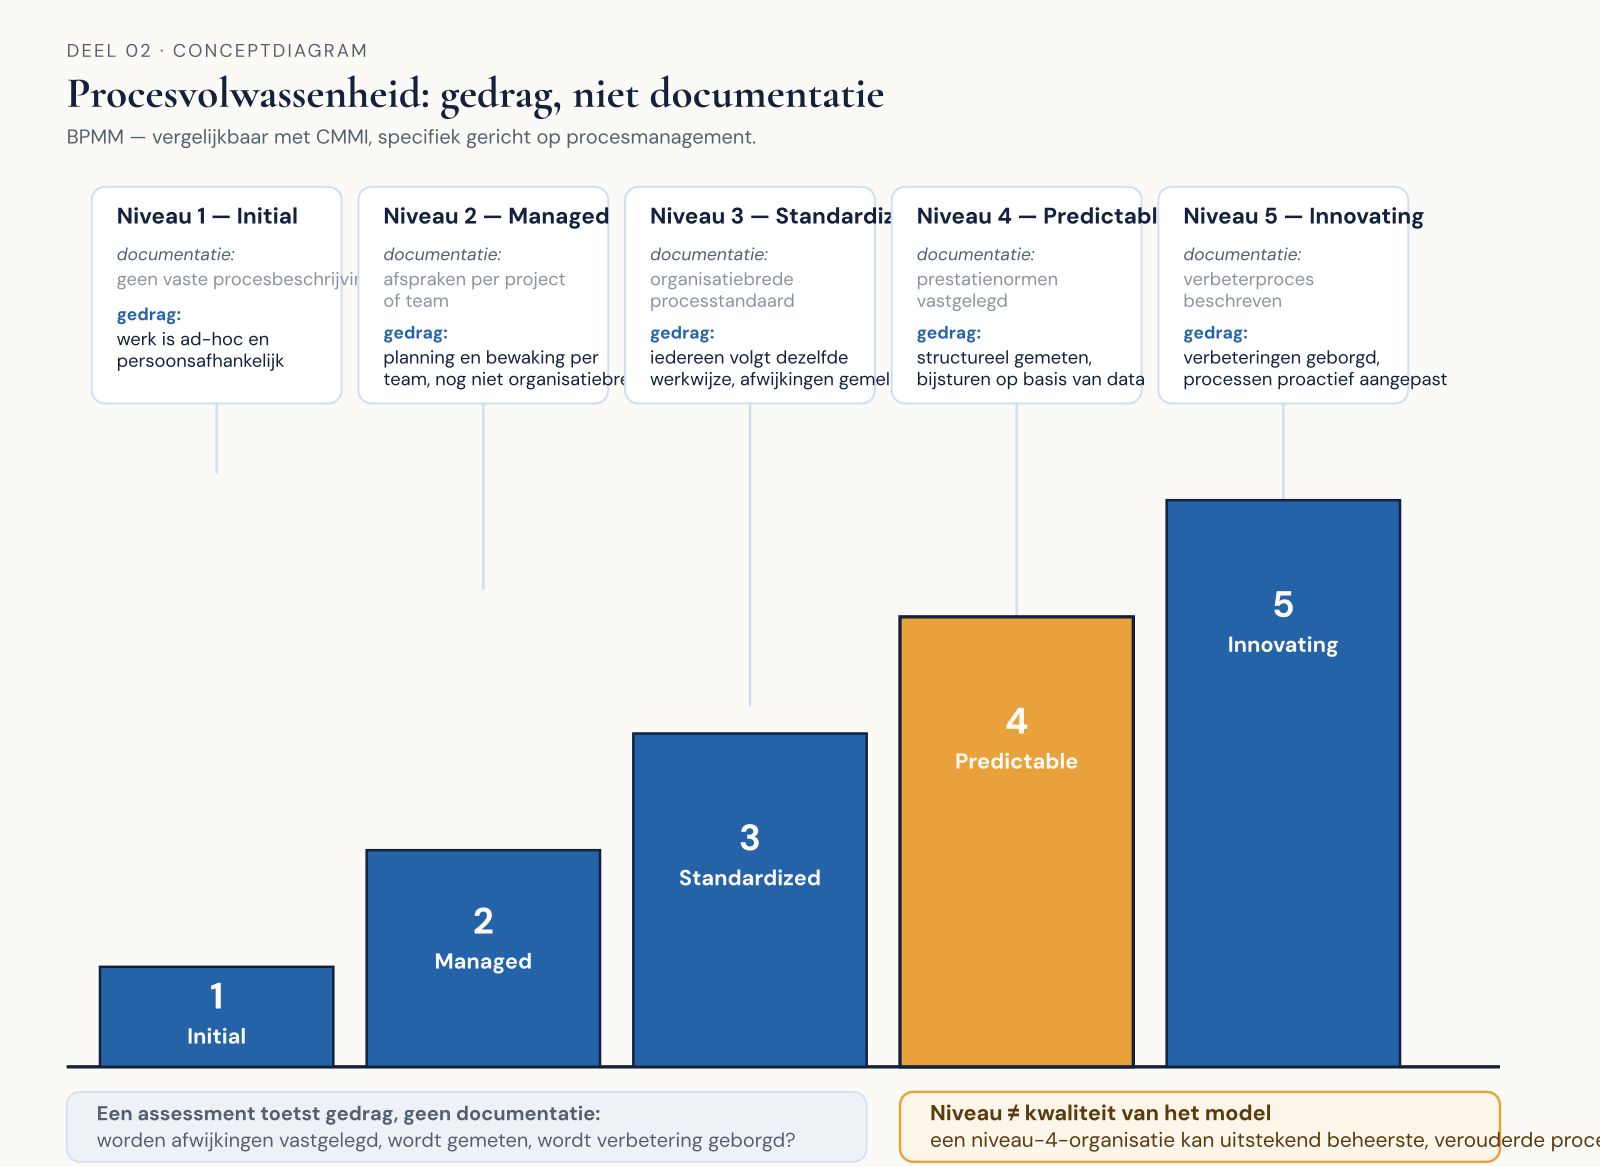 DEEL 02 · CONCEPTDIAGRAM
Procesvolwassenheid: gedrag, niet documentatie
BPMM — vergelijkbaar met CMMI, specifiek gericht op procesmanagement.
Niveau 1 — Initial
documentatie:
geen vaste
gedrag:
werk is ad-hoc en
persoonsafhankelijk
Niveau 2 — Managed
documentatie:
afspraken per project
of team
gedrag:
planning en bewaking per
team, nog niet
Niveau 3 —
documentatie:
organisatiebrede
processtandaard
gedrag:
iedereen volgt dezelfde
werkwijze, afwijkingen
Niveau 4 —
documentatie:
prestatienormen
vastgelegd
gedrag:
structureel gemeten,
bijsturen op basis van data
Niveau 5 — Innovating
documentatie:
verbeterproces
beschreven
gedrag:
verbeteringen geborgd,
processen proactief aangepast
5
Innovating
4
Predictable
3
Standardized
2
Managed
1
Initial
Een assessment toetst gedrag, geen documentatie:
worden afwijkingen vastgelegd, wordt gemeten, wordt verbetering geborgd?
Niveau ≠ kwaliteit van het model
een niveau-4-organisatie kan uitstekend beheerste, verouderde